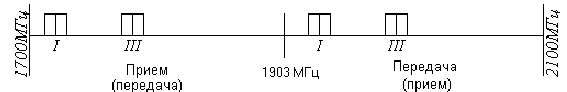 1700МГц
I
III
Прием
(передача)
1903 МГц
I
III
Передача
(прием)
2100МГц